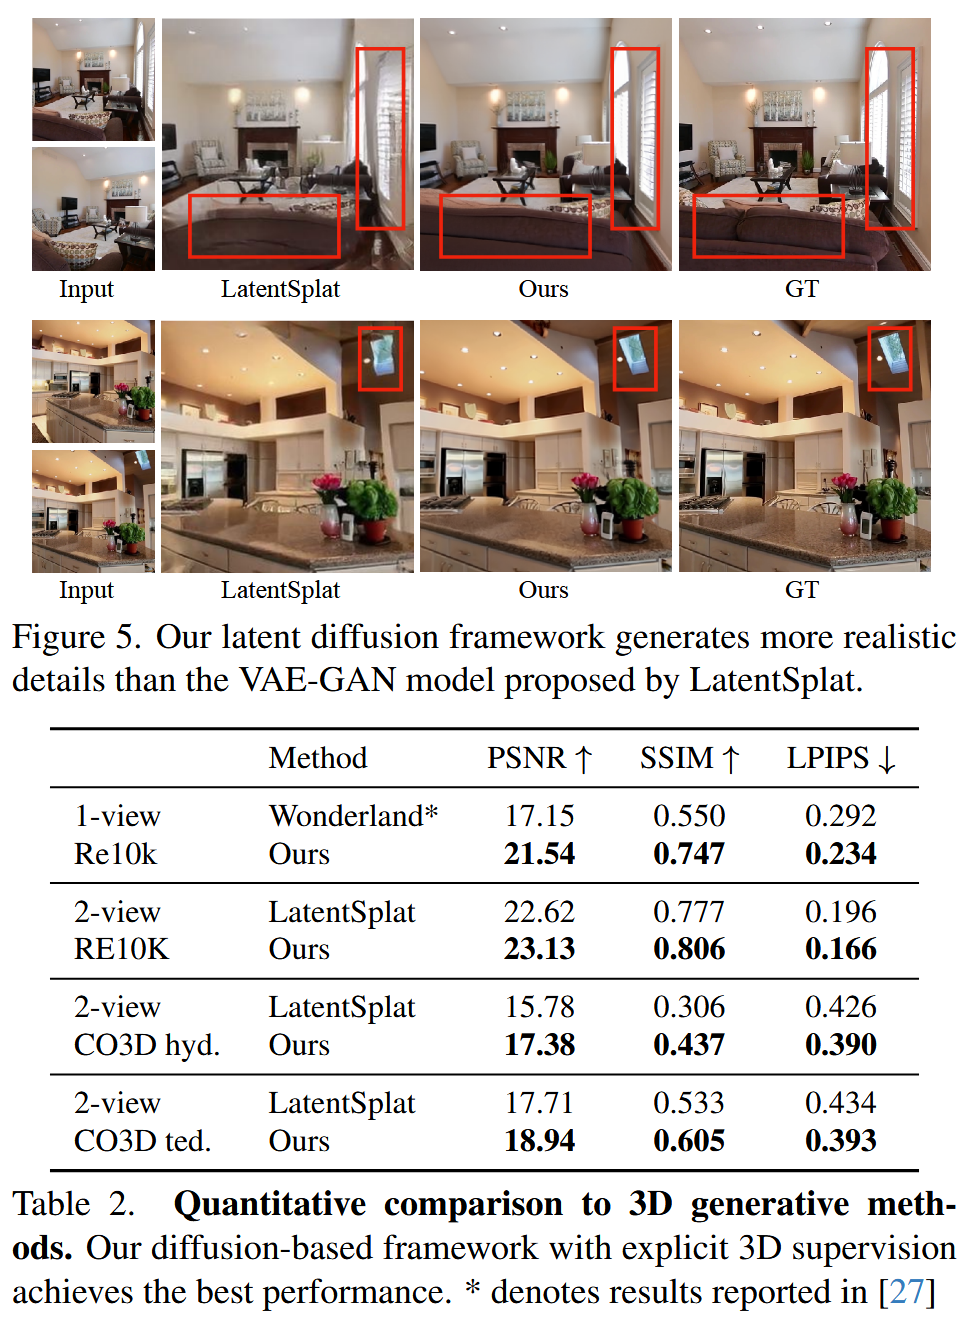 Input LatentSplat Ours GT
Input LatentSplat Ours GT
Figure 5. Our latent diffusion framework generates more realistic
details than the VAE-GAN model proposed by LatentSplat.
Method PSNR ↑ SSIM ↑ LPIPS ↓
1-view Wonderland* 17.15 0.550 0.292
Re10k Ours 21.54 0.747 0.234
2-view LatentSplat 22.62 0.777 0.196
RE10K Ours 23.13 0.806 0.166
2-view LatentSplat 15.78 0.306 0.426
CO3D hyd. Ours 17.38 0.437 0.390
2-view LatentSplat 17.71 0.533 0.434
CO3D ted. Ours 18.94 0.605 0.393
Table 2. Quantitative comparison to 3D generative meth-
ods. Our diffusion-based framework with explicit 3D supervision
achieves the best performance. * denotes results reported in [27]